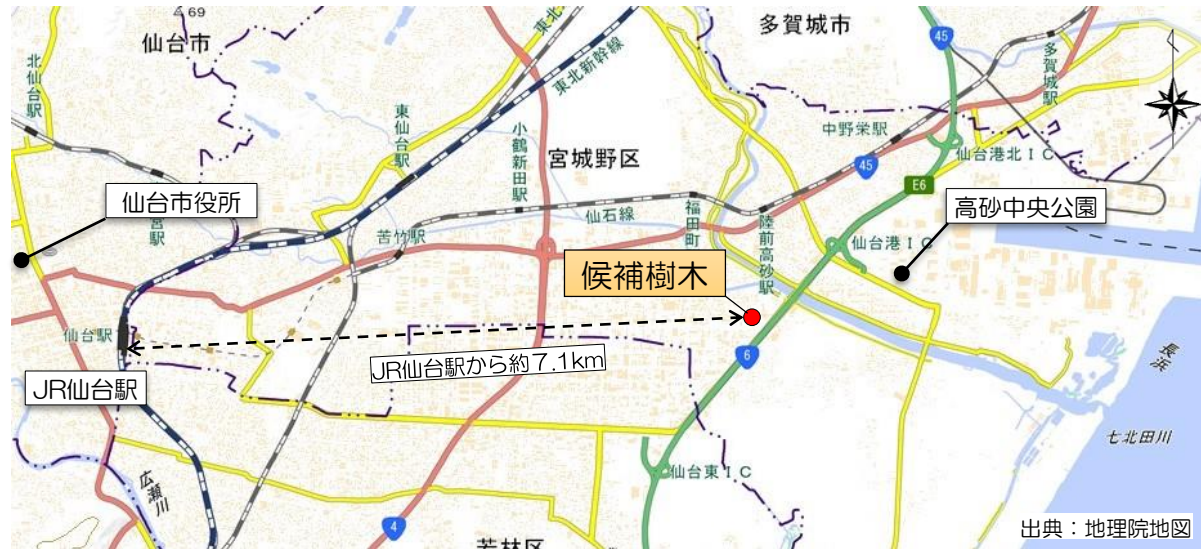 69
仙台市
多賀城市
45
北仙台駅
東北
東北新幹線
多賀城駅
東仙台駅
小鶴新田駅
中野栄駅
仙台港北IC
宮城野区
45
E6
仙台市役所
宮駅
高砂中央公園
仙石線
福田町
陸前高砂駅
苦竹駅
仙台港IC
候補樹木
仙台駅
6
長浜
JR仙台駅から約7.1km
JR仙台駅
七北田川
仙台東IC
広瀬川
4
若林区
出典：地理院地図